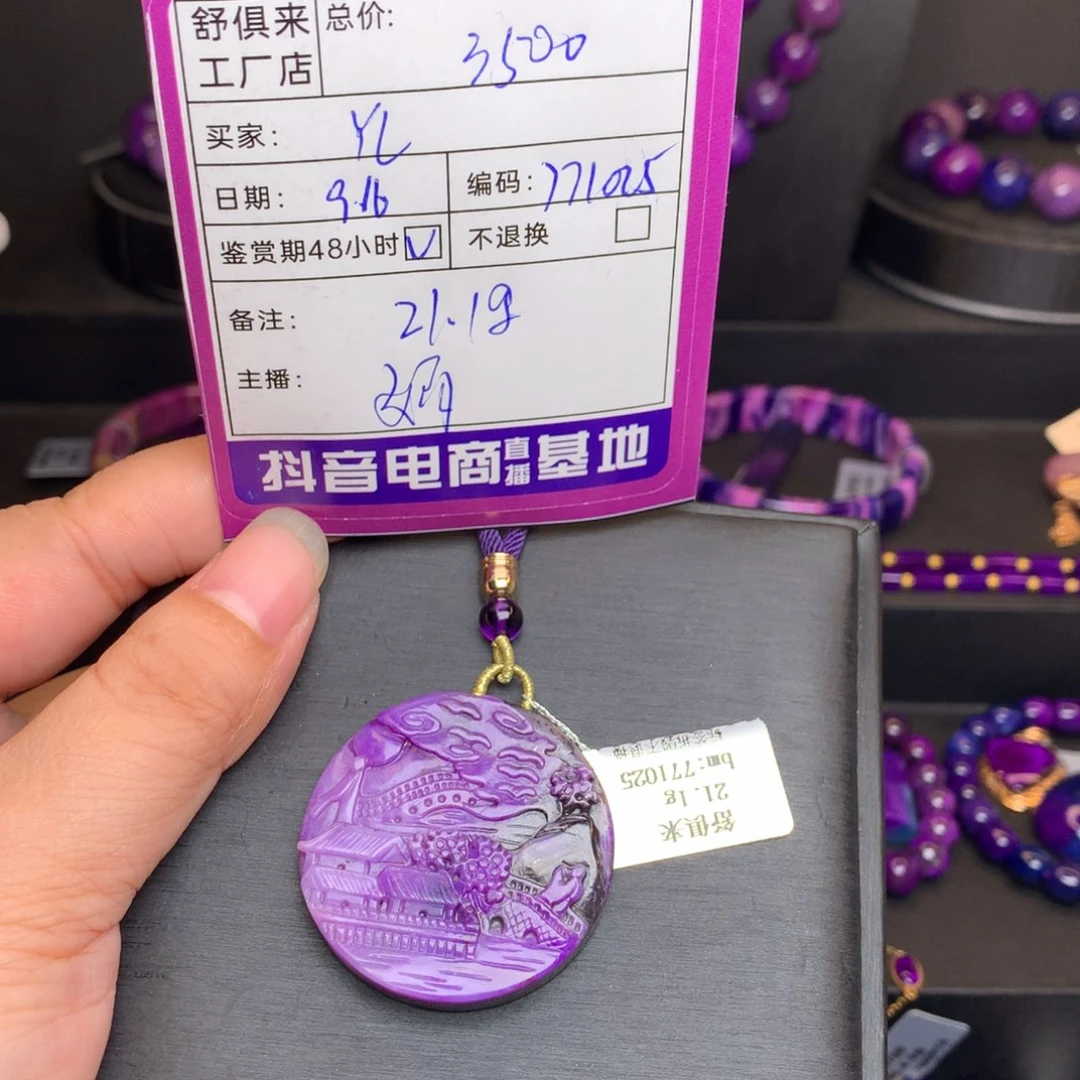 舒俱来
工厂店
总价: 3500
买家: YL
日期: 9.16
编码: 771025
鉴赏期48小时 ☑
不退换 ☐
备注: 21.1g
主播:
抖音电商直播基地
舒俱来
21.1g
bm:771025